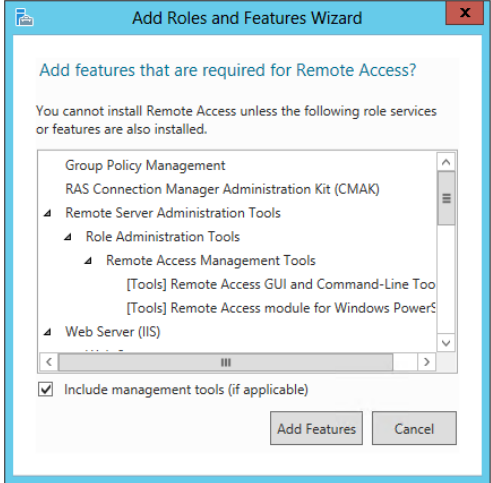 Add Roles and Features Wizard
x
Add features that are required for Remote Access?
You cannot install Remote Access unless the following role services
or features are also installed.
Group Policy Management
RAS Connection Manager Administration Kit (CMAK)
Remote Server Administration Tools
Role Administration Tools
Remote Access Management Tools
[Tools] Remote Access GUI and Command-Line Too
[Tools] Remote Access module for Windows PowerS
Web Server (IIS)
Include management tools (if applicable)
Add Features
Cancel